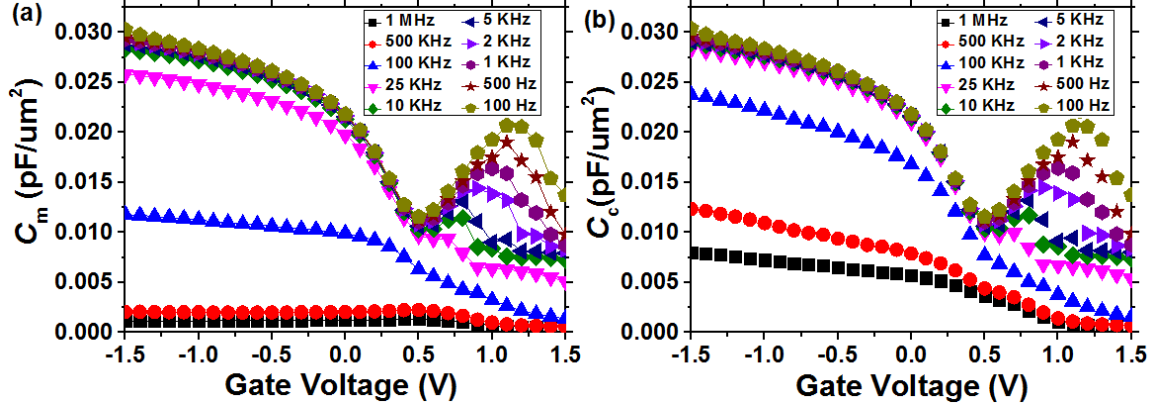 (a)
C_m (pF/um²)
0.030
0.025
0.020
0.015
0.010
0.005
0.000
1 MHz
500 KHz
100 KHz
25 KHz
10 KHz
5 KHz
2 KHz
1 KHz
500 Hz
100 Hz
-1.5 -1.0 -0.5 0.0 0.5 1.0 1.5
Gate Voltage (V)
(b)
C_c (pF/um²)
0.030
0.025
0.020
0.015
0.010
0.005
0.000
1 MHz
500 KHz
100 KHz
25 KHz
10 KHz
5 KHz
2 KHz
1 KHz
500 Hz
100 Hz
-1.5 -1.0 -0.5 0.0 0.5 1.0 1.5
Gate Voltage (V)